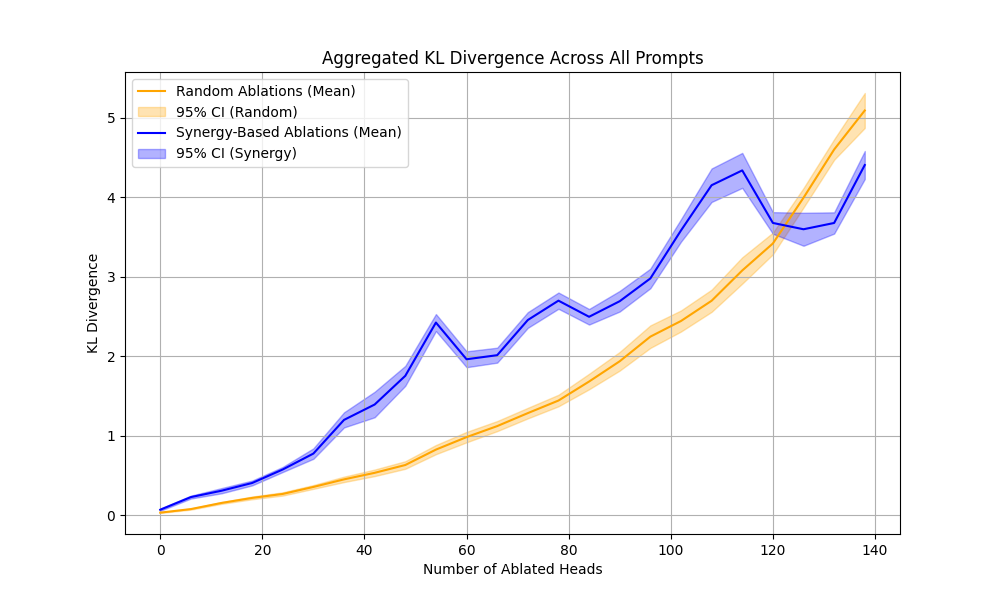 Aggregated KL Divergence Across All Prompts
Random Ablations (Mean)
95% CI (Random)
Synergy-Based Ablations (Mean)
95% CI (Synergy)
KL Divergence
5
4
3
2
1
0
0 20 40 60 80 100 120 140
Number of Ablated Heads